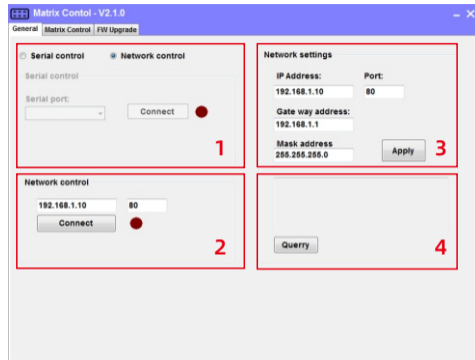 Matrix Contol - V2.1.0
General Matrix Control FW Upgrade
Serial control Network control
Serial control
Serial port:
Connect
1
Network settings
IP Address: Port:
192.168.1.10 80
Gate way address:
192.168.1.1
Mask address
255.255.255.0
Apply
3
Network control
192.168.1.10 80
Connect
2
Querry
4